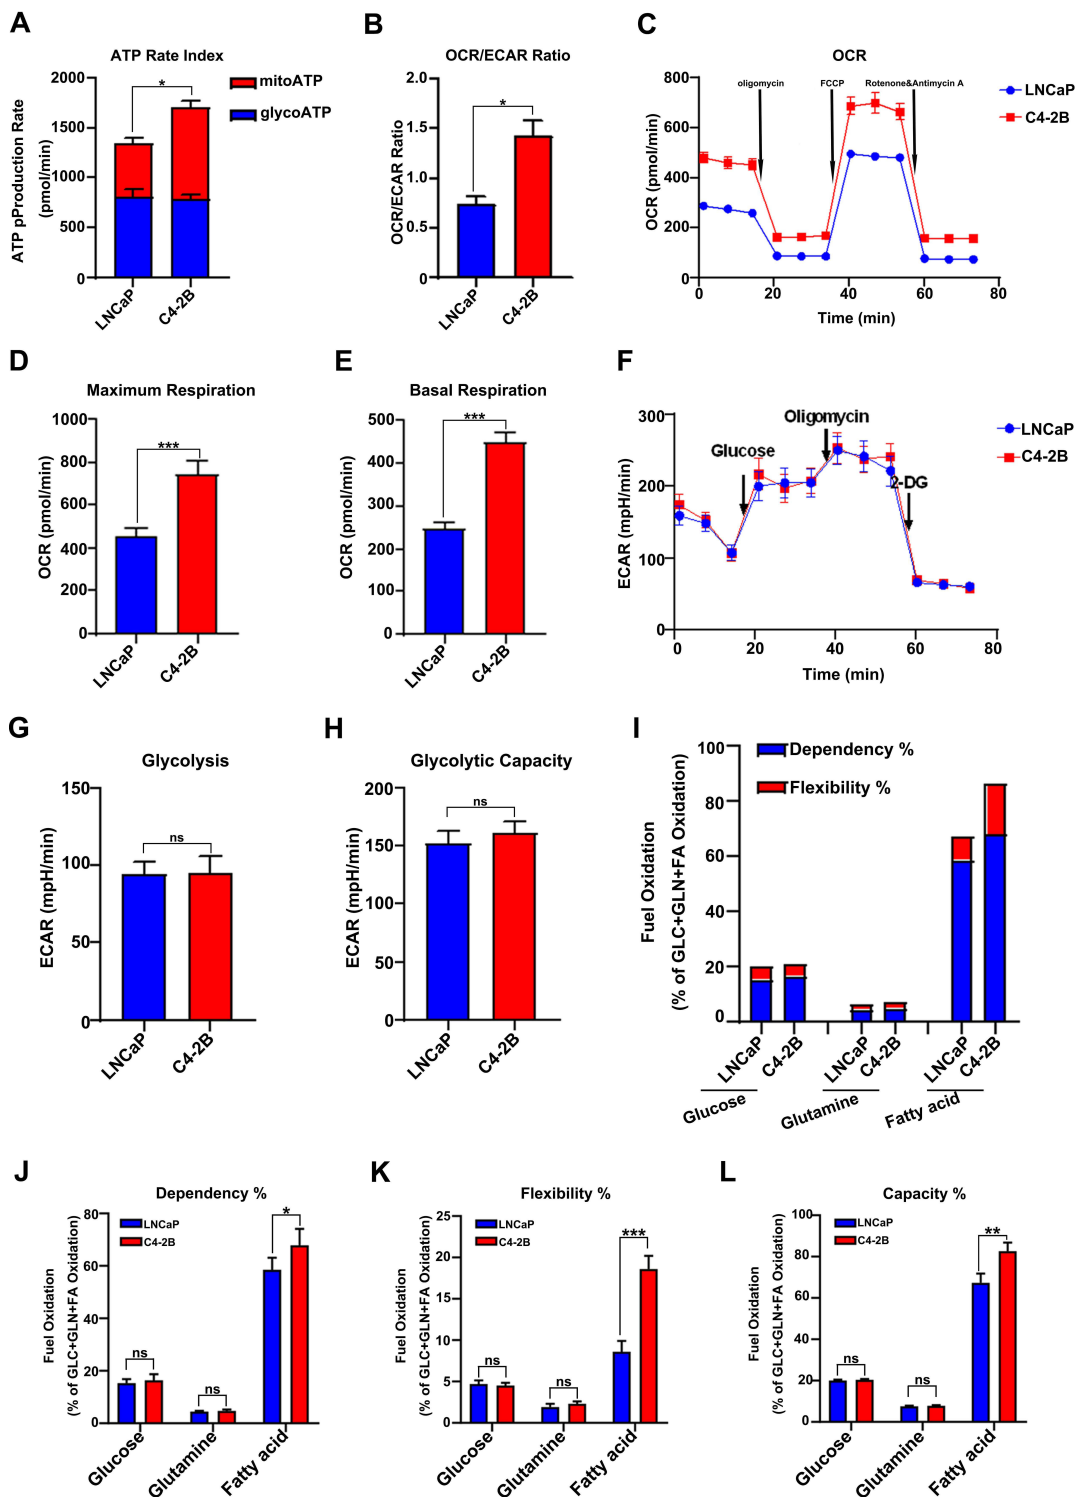 A
ATP Rate Index
ATP pProduction Rate
(pmol/min)
2000
1500
1000
500
0
*
mitoATP
glycoATP
LNCaP
C4-2B
B
OCR/ECAR Ratio
OCR/ECAR Ratio
2.0
1.5
1.0
0.5
0
*
LNCaP
C4-2B
C
OCR
OCR (pmol/min)
800
600
400
200
0
oligomycin
FCCP
Rotenone&Antimycin A
LNCaP
C4-2B
0
20
40
60
80
Time (min)
D
Maximum Respiration
OCR (pmol/min)
1000
800
600
400
200
0
***
LNCaP
C4-2B
E
Basal Respiration
OCR (pmol/min)
500
400
300
200
100
0
***
LNCaP
C4-2B
F
ECAR (mpH/min)
300
200
100
0
Glucose
Oligomycin
2-DG
LNCaP
C4-2B
0
20
40
60
80
Time (min)
G
Glycolysis
ECAR (mpH/min)
150
100
50
0
ns
LNCaP
C4-2B
H
Glycolytic Capacity
ECAR (mpH/min)
200
150
100
50
0
ns
LNCaP
C4-2B
I
Fuel Oxidation
(% of GLC+GLN+FA Oxidation)
100
80
60
40
20
0
Dependency %
Flexibility %
LNCaP
C4-2B
LNCaP
C4-2B
LNCaP
C4-2B
Glucose
Glutamine
Fatty acid
J
Dependency %
Fuel Oxidation
(% of GLC+GLN+FA Oxidation)
80
60
40
20
0
LNCaP
C4-2B
ns
ns
*
Glucose
Glutamine
Fatty acid
K
Flexibility %
Fuel Oxidation
(% of GLC+GLN+FA Oxidation)
25
20
15
10
5
0
LNCaP
C4-2B
ns
ns
***
Glucose
Glutamine
Fatty acid
L
Capacity %
Fuel Oxidation
(% of GLC+GLN+FA Oxidation)
100
80
60
40
20
0
LNCaP
C4-2B
ns
ns
**
Glucose
Glutamine
Fatty acid